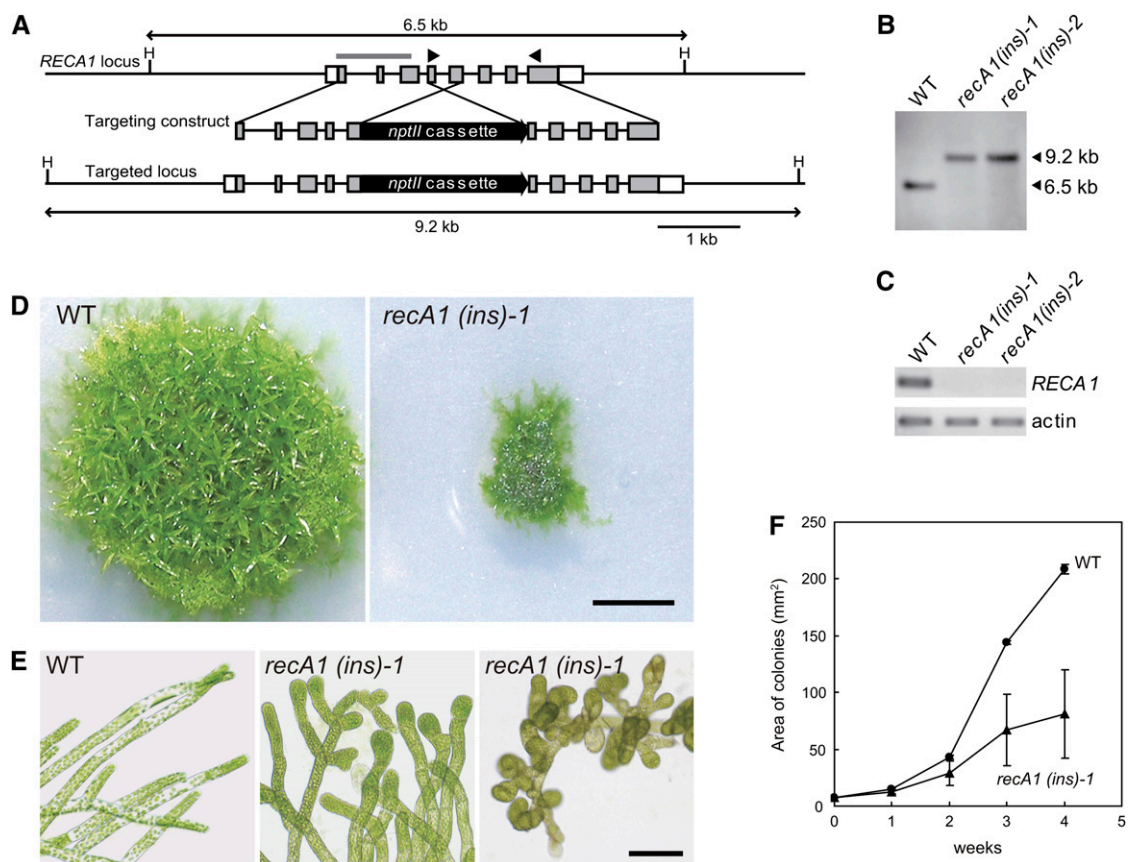 A
6.5 kb
H
H
RECA1 locus
Targeting construct
nptII cassette
H
Targeted locus
H
nptII cassette
9.2 kb
1 kb
B
WT
recA1(ins)-1
recA1(ins)-2
9.2 kb
6.5 kb
C
WT
recA1(ins)-1
recA1(ins)-2
RECA1
actin
D
WT
recA1 (ins)-1
E
WT
recA1 (ins)-1
recA1 (ins)-1
F
Area of colonies (mm²)
250
200
150
100
50
0
WT
recA1 (ins)-1
0 1 2 3 4 5
weeks